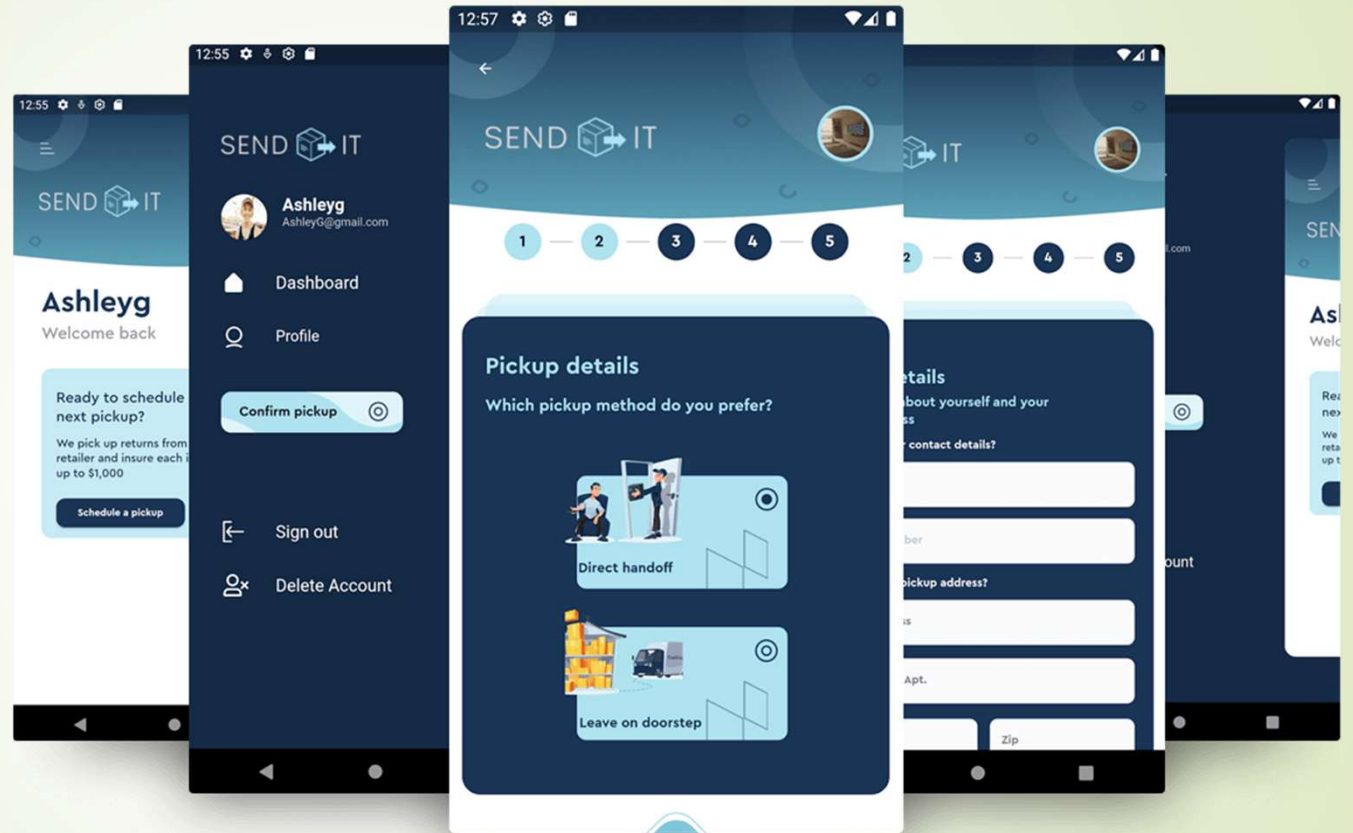 12:55
SEND IT
Ashleyg
Welcome back
Ready to schedule
next pickup?
We pick up returns from
retailer and insure each
up to $1,000
Schedule a pickup
12:55
SEND IT
Ashleyg
AshleyG@gmail.com
Dashboard
Profile
Confirm pickup
Sign out
Delete Account
12:57
SEND IT
1 2 3 4 5
Pickup details
Which pickup method do you prefer?
Direct handoff
Leave on doorstep
IT
2 3 4 5
etails
about yourself and your
ss
contact details?
ber
pickup address?
ss
Apt.
Zip
l.com
ount
SEN
As
Welc
Rea
nex
We
reta
up t